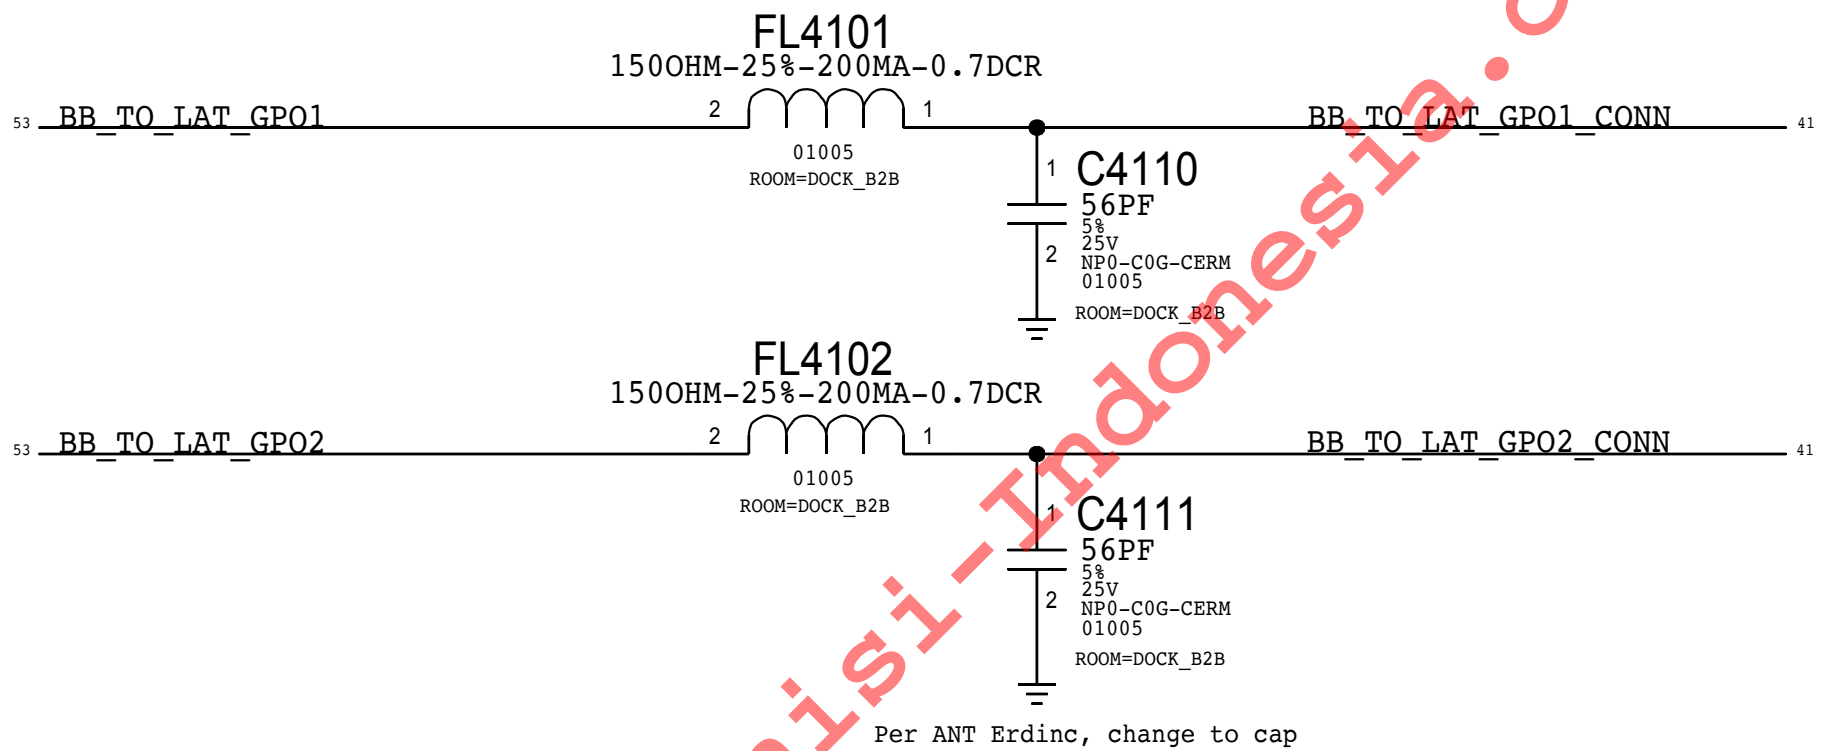 FL4101
150OHM-25%-200MA-0.7DCR
53 BB_TO_LAT_GPO1 2 1 BB_TO_LAT_GPO1_CONN 41
01005
ROOM=DOCK_B2B
1 C4110
56PF
5%
25V
2 NP0-C0G-CERM
01005
ROOM=DOCK_B2B
FL4102
150OHM-25%-200MA-0.7DCR
53 BB_TO_LAT_GPO2 2 1 BB_TO_LAT_GPO2_CONN 41
01005
ROOM=DOCK_B2B
1 C4111
56PF
5%
25V
2 NP0-C0G-CERM
01005
ROOM=DOCK_B2B
Per ANT Erdinc, change to cap
nisi-Indonesia.c